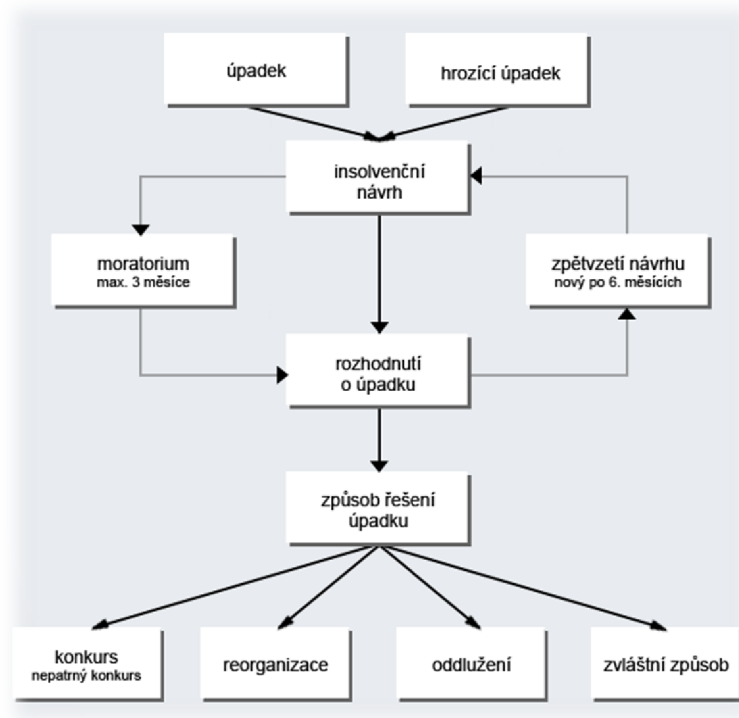 úpadek
hrozící úpadek
insolvenční
návrh
moratorium
max. 3 měsíce
zpětvzetí návrhu
nový po 6. měsících
rozhodnutí
o úpadku
způsob řešení
úpadku
konkurs
nepatrný konkurs
reorganizace
oddlužení
zvláštní způsob